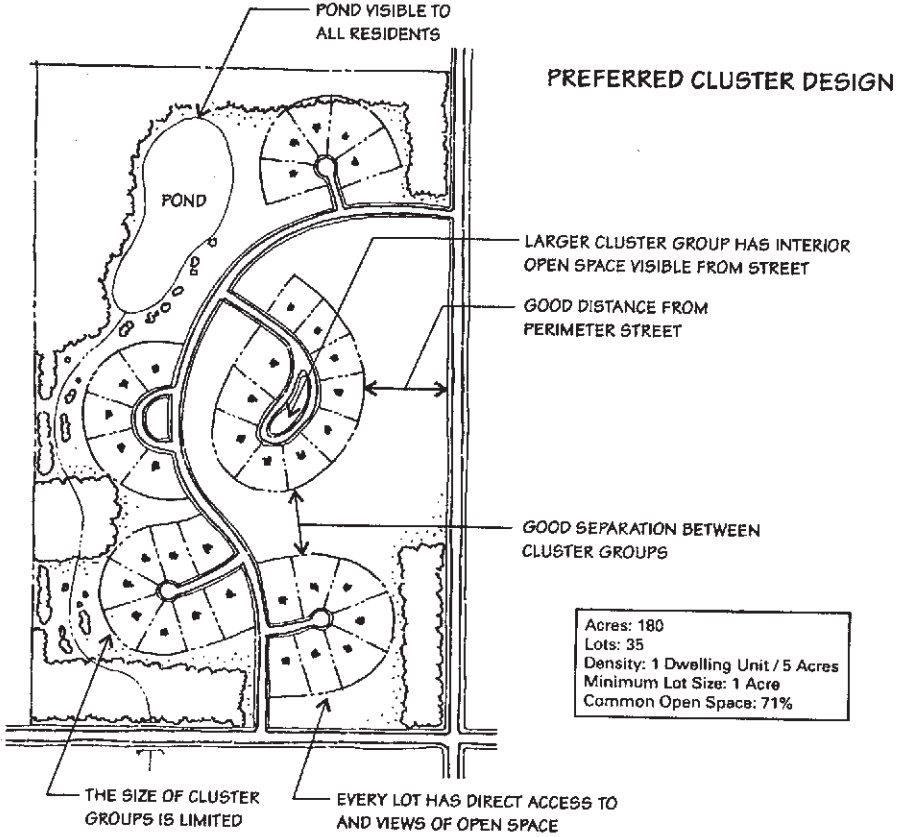 POND VISIBLE TO
ALL RESIDENTS
PREFERRED CLUSTER DESIGN
POND
LARGER CLUSTER GROUP HAS INTERIOR
OPEN SPACE VISIBLE FROM STREET
GOOD DISTANCE FROM
PERIMETER STREET
GOOD SEPARATION BETWEEN
CLUSTER GROUPS
Acres: 180
Lots: 35
Density: 1 Dwelling Unit / 5 Acres
Minimum Lot Size: 1 Acre
Common Open Space: 71%
THE SIZE OF CLUSTER
GROUPS IS LIMITED
EVERY LOT HAS DIRECT ACCESS TO
AND VIEWS OF OPEN SPACE